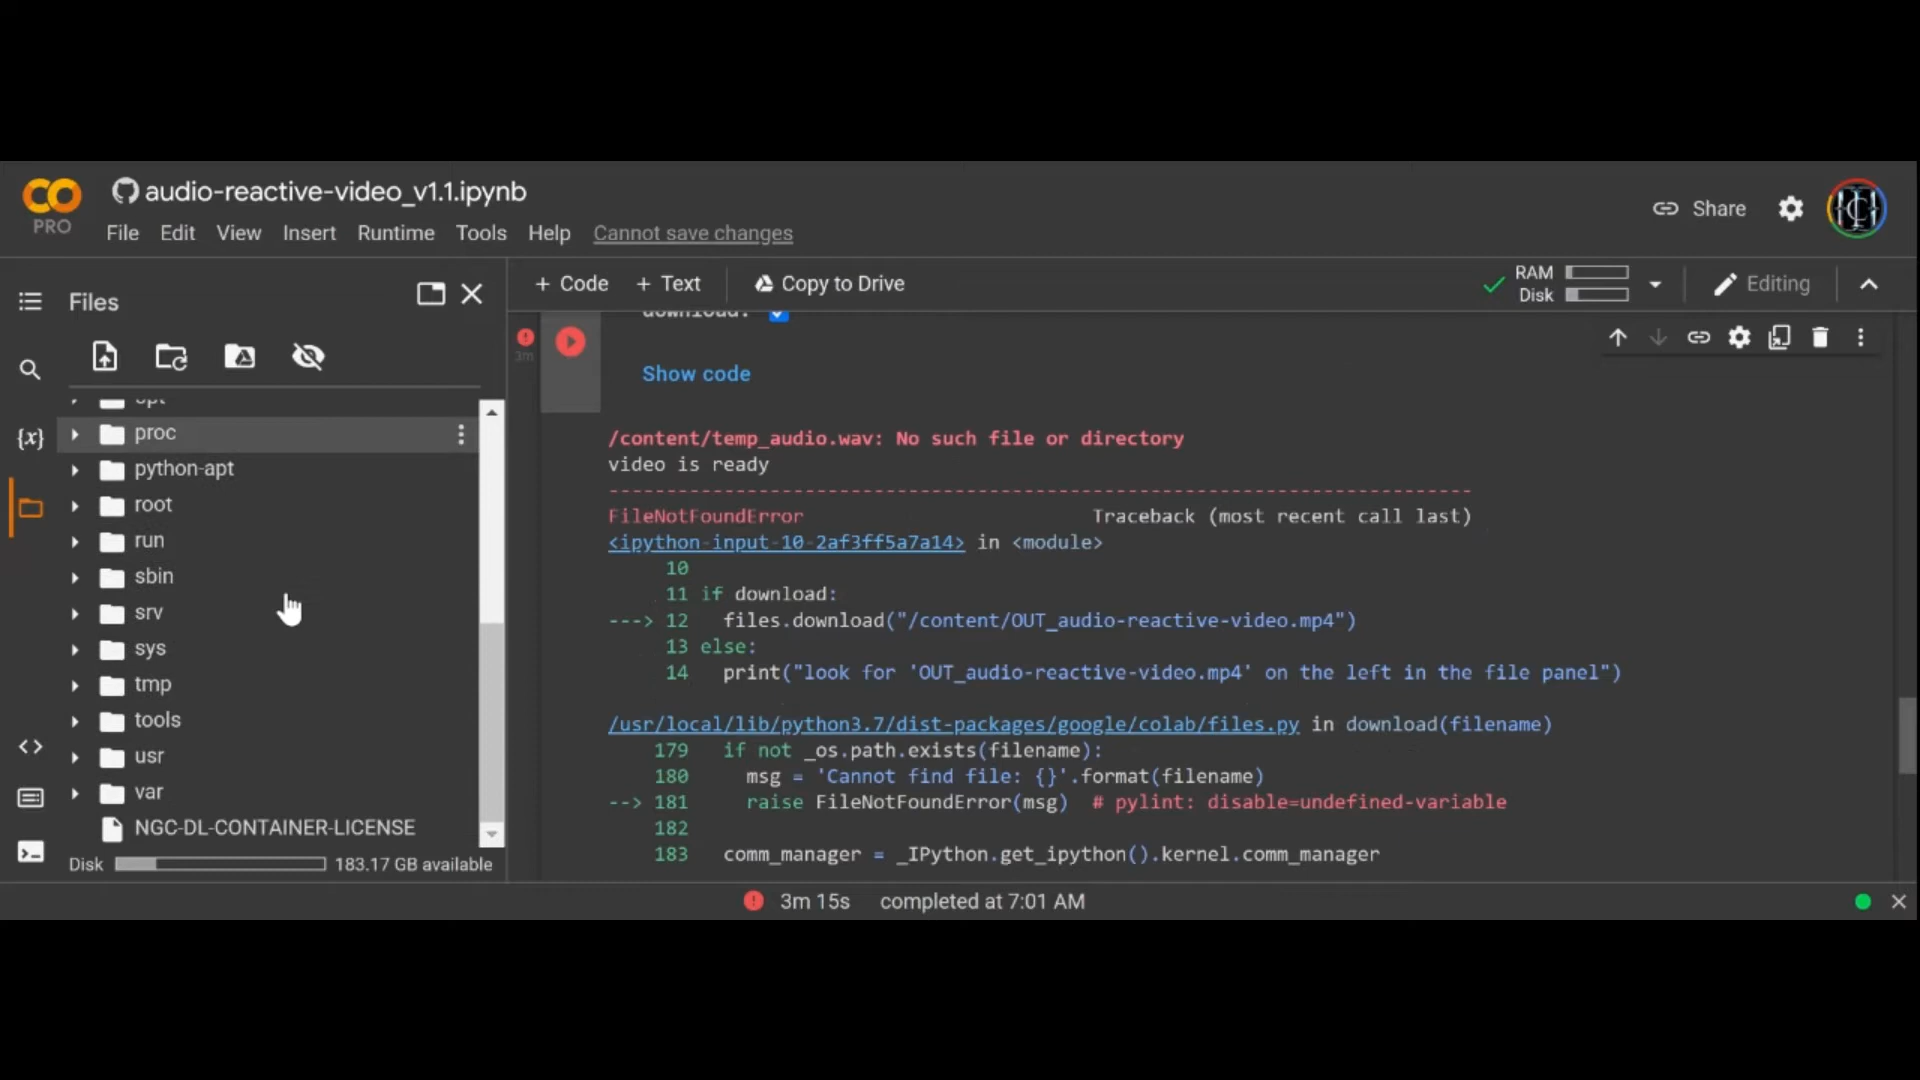 audio-reactive-video_v1.1.ipynb
PRO
File Edit View Insert Runtime Tools Help Cannot save changes
Share
Files
+ Code + Text Copy to Drive
RAM
Disk
Editing
download:
3m
Show code
opt
proc
python-apt
root
run
sbin
srv
sys
tmp
tools
usr
var
NGC-DL-CONTAINER-LICENSE
Disk 183.17 GB available
{x}
/content/temp_audio.wav: No such file or directory
video is ready
---------------------------------------------------------------------------
FileNotFoundError Traceback (most recent call last)
<ipython-input-10-2af3ff5a7a14> in <module>
10
11 if download:
---> 12 files.download("/content/OUT_audio-reactive-video.mp4")
13 else:
14 print("look for 'OUT_audio-reactive-video.mp4' on the left in the file panel")
/usr/local/lib/python3.7/dist-packages/google/colab/files.py in download(filename)
179 if not _os.path.exists(filename):
180 msg = 'Cannot find file: {}'.format(filename)
--> 181 raise FileNotFoundError(msg) # pylint: disable=undefined-variable
182
183 comm_manager = _IPython.get_ipython().kernel.comm_manager
3m 15s completed at 7:01 AM